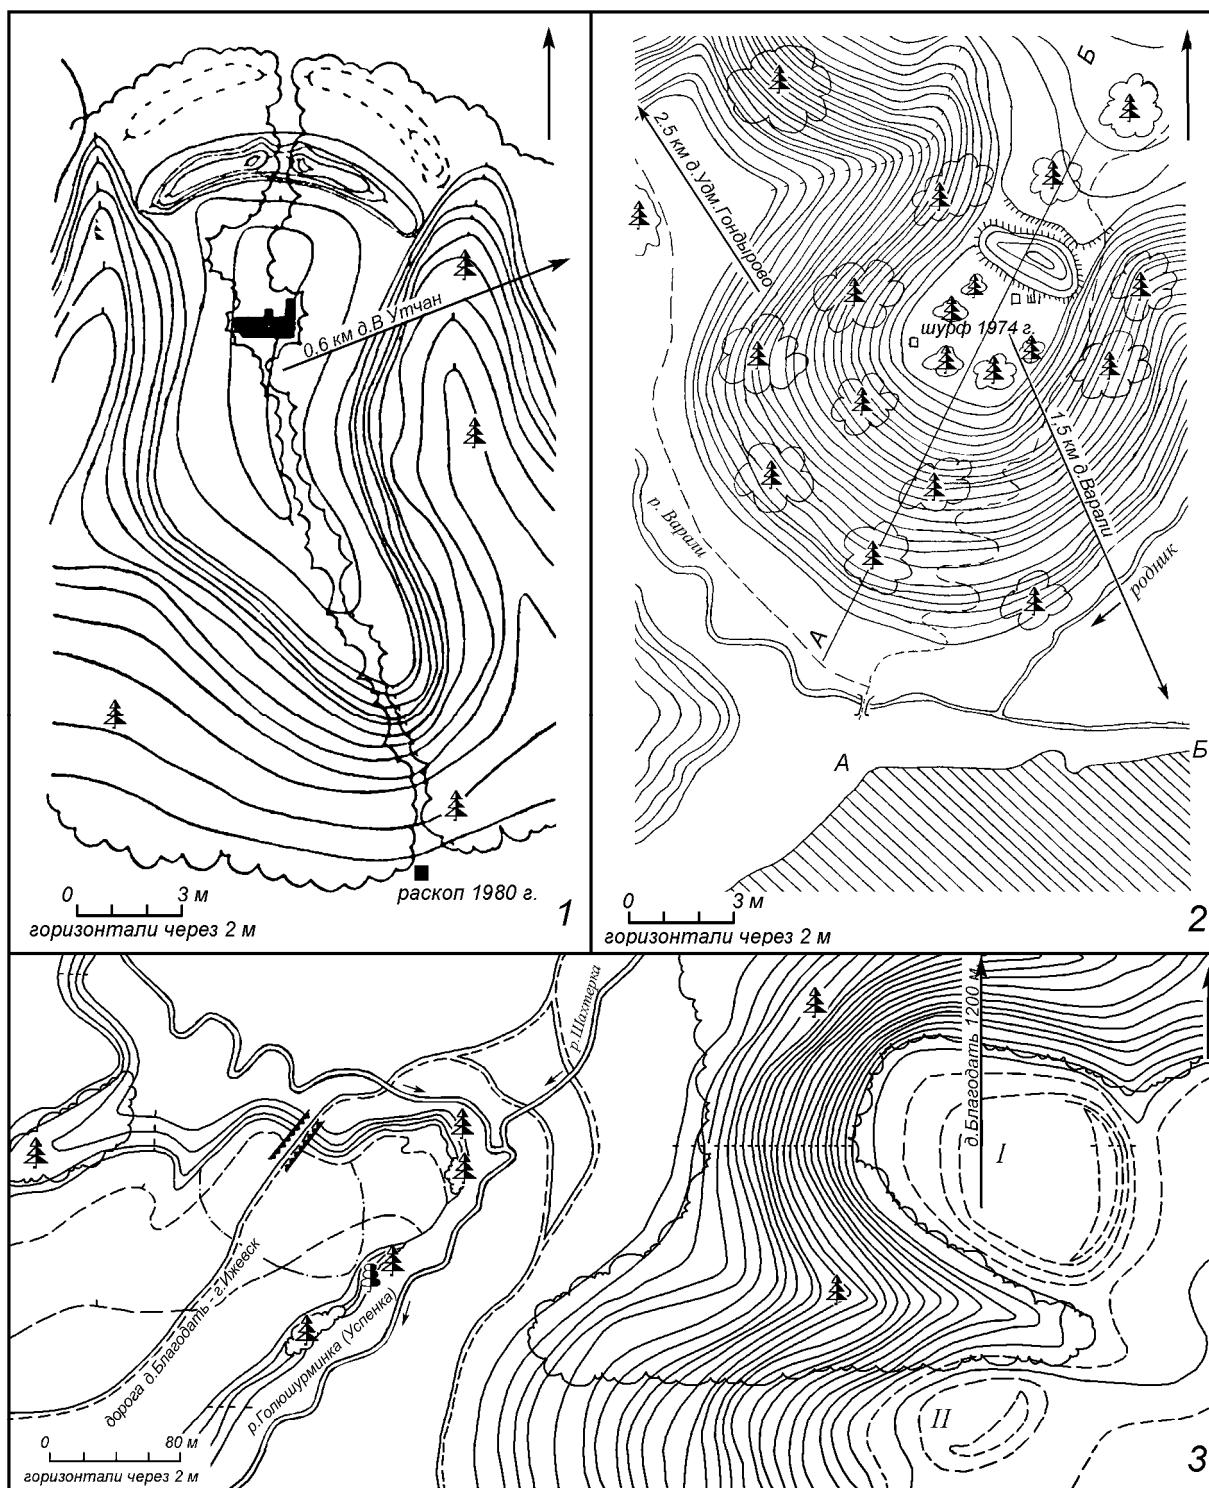 0,6 км д.В Утчан
раскоп 1980 г.
0 3 м
горизонтали через 2 м
1
Б
2.5 км д.Удм.Гондырово
шурф 1974 г.
1,5 км д.Варали
р. Варали
родник
А
А Б
0 3 м
горизонтали через 2 м
2
р.Шахтерка
д.Благодать 1200 м.
I
дорога д.Благодать - г.Ижевск
р.Голюшурминка (Успенка)
II
0 80 м
горизонтали через 2 м
3